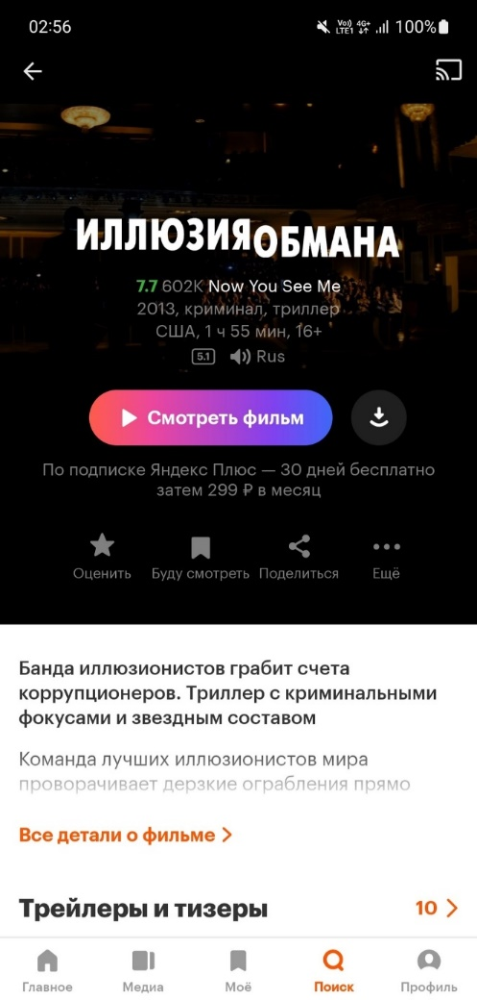 02:56
Vo)) 4G+ 100%
LTE1
ИЛЛЮЗИЯ ОБМАНА
7.7 602K Now You See Me
2013, криминал, триллер
США, 1 ч 55 мин, 16+
5.1 Rus
Смотреть фильм
По подписке Яндекс Плюс — 30 дней бесплатно
затем 299 ₽ в месяц
Оценить Буду смотреть Поделиться Ещё
Банда иллюзионистов грабит счета
коррупционеров. Триллер с криминальными
фокусами и звездным составом
Команда лучших иллюзионистов мира
проворачивает дерзкие ограбления прямо
Все детали о фильме
Трейлеры и тизеры 10
Главное Медиа Моё Поиск Профиль